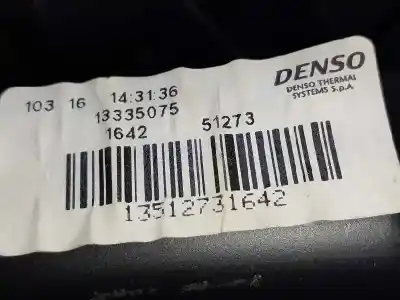 103 16 14:31:36
13335075
1642 51273
13512731642
DENSO
DENSO THERMAL
SYSTEMS S.p.A.